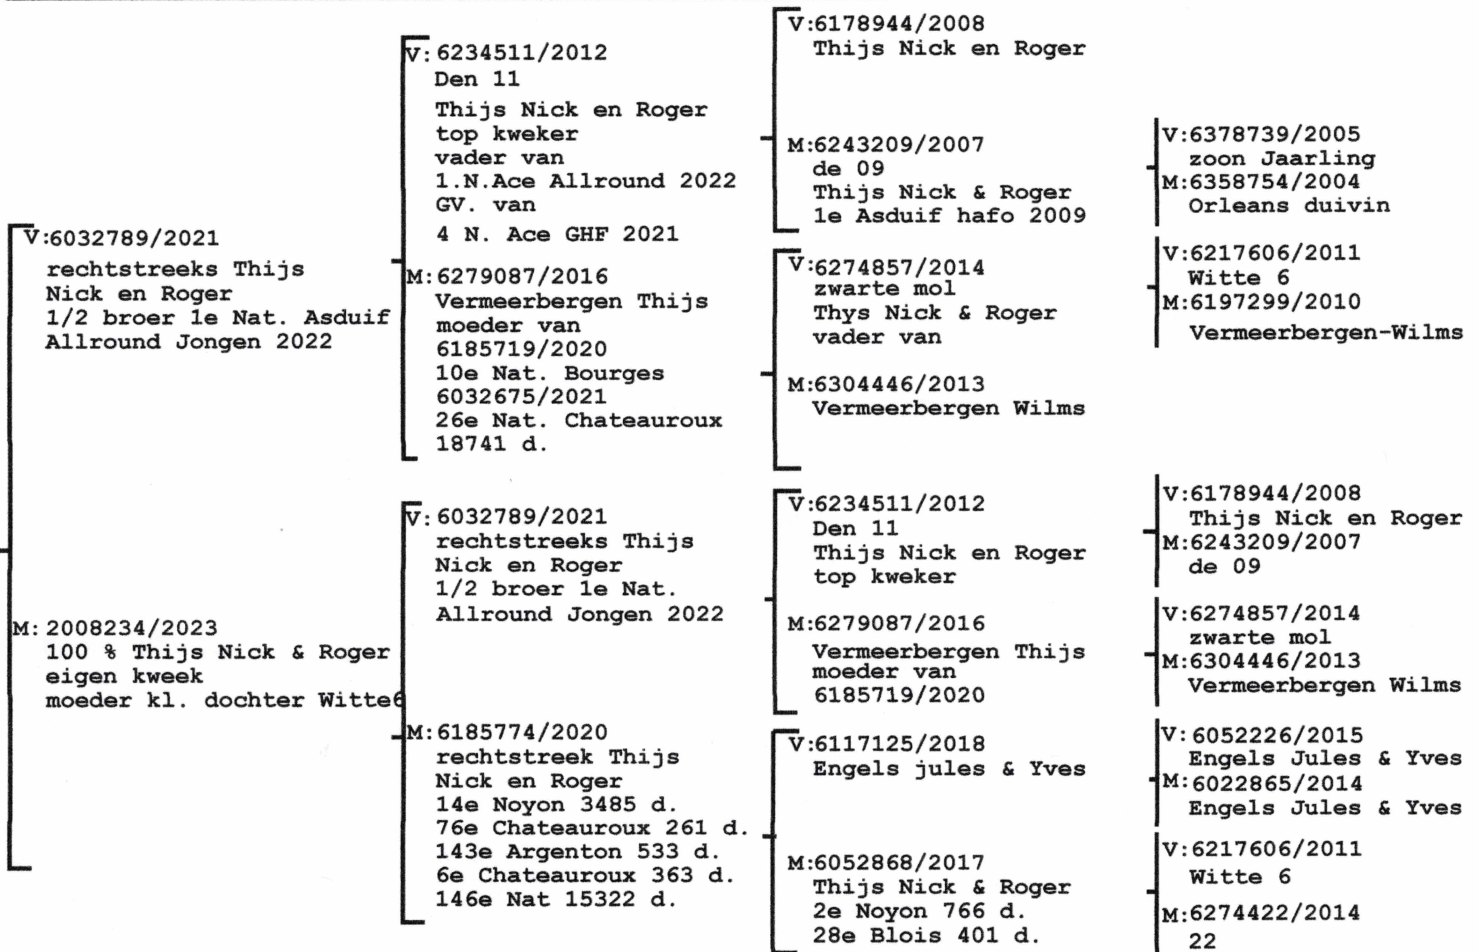 V:6032789/2021
rechtstreeks Thijs
Nick en Roger
1/2 broer 1e Nat. Asduif
Allround Jongen 2022
M: 2008234/2023
100 % Thijs Nick & Roger
eigen kweek
moeder kl. dochter Witte6
V: 6234511/2012
Den 11
Thijs Nick en Roger
top kweker
vader van
1.N.Ace Allround 2022
GV. van
4 N. Ace GHF 2021
M:6279087/2016
Vermeerbergen Thijs
moeder van
6185719/2020
10e Nat. Bourges
6032675/2021
26e Nat. Chateauroux
18741 d.
V: 6032789/2021
rechtstreeks Thijs
Nick en Roger
1/2 broer 1e Nat.
Allround Jongen 2022
M:6185774/2020
rechtstreek Thijs
Nick en Roger
14e Noyon 3485 d.
76e Chateauroux 261 d.
143e Argenton 533 d.
6e Chateauroux 363 d.
146e Nat 15322 d.
V:6178944/2008
Thijs Nick en Roger
M:6243209/2007
de 09
Thijs Nick & Roger
1e Asduif hafo 2009
V:6274857/2014
zwarte mol
Thys Nick & Roger
vader van
M:6304446/2013
Vermeerbergen Wilms
V:6234511/2012
Den 11
Thijs Nick en Roger
top kweker
M:6279087/2016
Vermeerbergen Thijs
moeder van
6185719/2020
V:6117125/2018
Engels jules & Yves
M:6052868/2017
Thijs Nick & Roger
2e Noyon 766 d.
28e Blois 401 d.
V:6378739/2005
zoon Jaarling
M:6358754/2004
Orleans duivin
V:6217606/2011
Witte 6
M:6197299/2010
Vermeerbergen-Wilms
V:6178944/2008
Thijs Nick en Roger
M:6243209/2007
de 09
V:6274857/2014
zwarte mol
M:6304446/2013
Vermeerbergen Wilms
V: 6052226/2015
Engels Jules & Yves
M:6022865/2014
Engels Jules & Yves
V:6217606/2011
Witte 6
M:6274422/2014
22